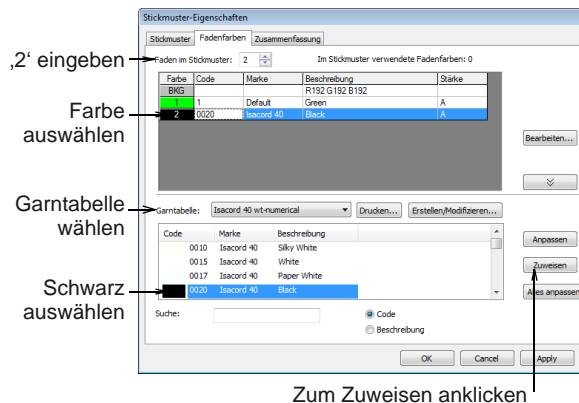 Stickmuster-Eigenschaften
Stickmuster Fadenfarben Zusammenfassung
‚2‘ eingeben
Faden im Stickmuster: 2 Im Stickmuster verwendete Fadenfarben: 0
Farbe Code Marke Beschreibung Stärke
BKG R192 G192 B192
1 1 Default Green A
2 0020 Isacord 40 Black A
Farbe
auswählen
Bearbeiten...
Garntabelle
wählen
Garntabelle: Isacord 40 wt-numerical Drucken... Erstellen/Modifizieren...
Code Marke Beschreibung
0010 Isacord 40 Silky White
0015 Isacord 40 White
0017 Isacord 40 Paper White
0020 Isacord 40 Black
Anpassen
Zuweisen
Alles anpassen
Schwarz
auswählen
Suche: Code
Beschreibung
OK Cancel Apply
Zum Zuweisen anklicken